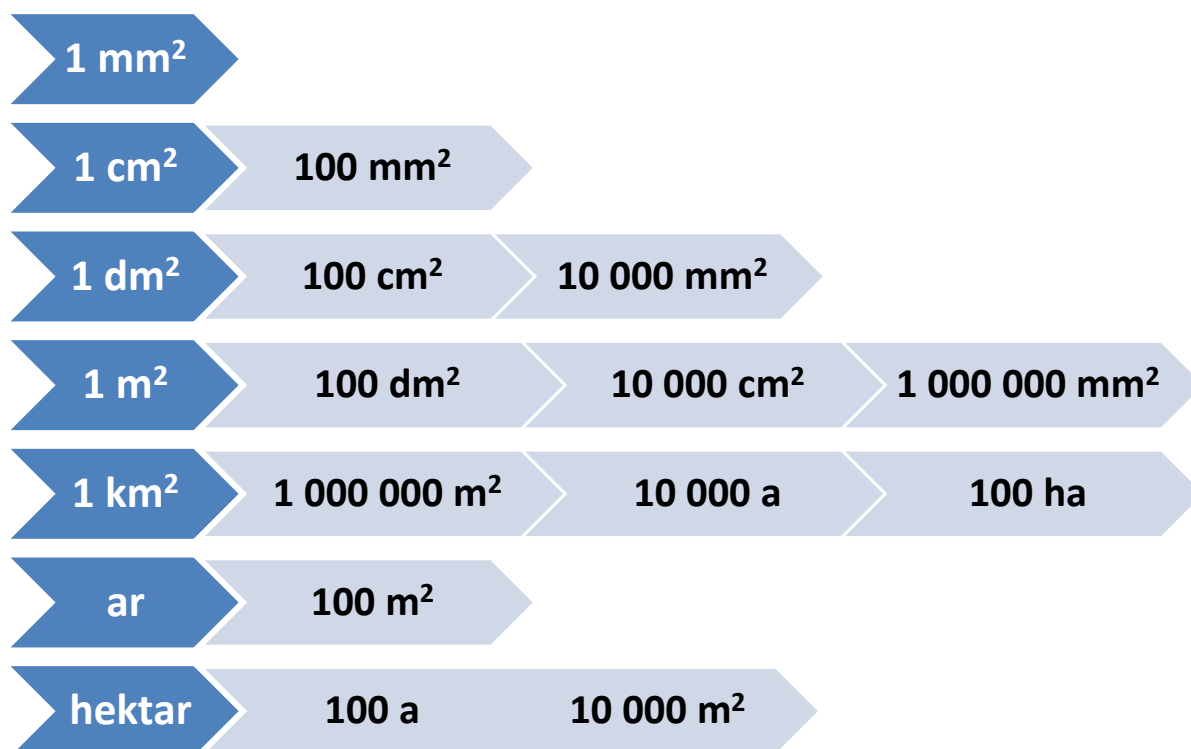 1 mm²
1 cm² 100 mm²
1 dm² 100 cm² 10 000 mm²
1 m² 100 dm² 10 000 cm² 1 000 000 mm²
1 km² 1 000 000 m² 10 000 a 100 ha
ar 100 m²
hektar 100 a 10 000 m²